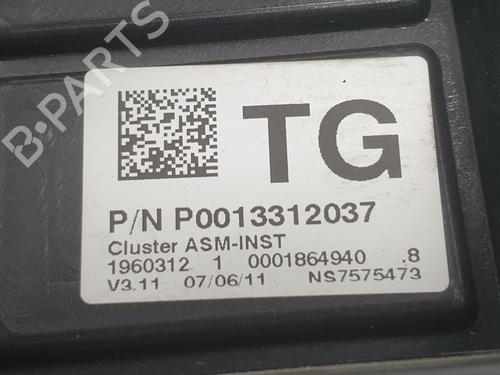 B-PARTS
TG
P/N P0013312037
Cluster ASM-INST
1960312 1 0001864940 .8
V3.11 07/06/11 NS7575473